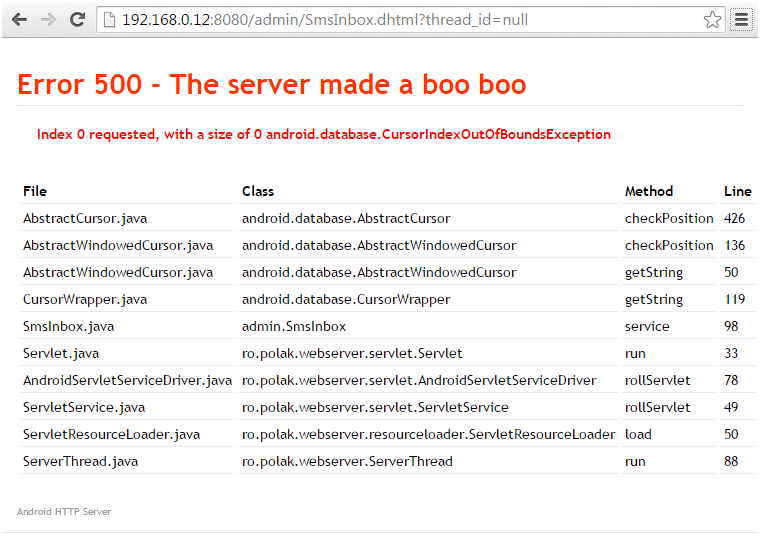 192.168.0.12:8080/admin/SmsInbox.dhtml?thread_id=null
Error 500 - The server made a boo boo
Index 0 requested, with a size of 0 android.database.CursorIndexOutOfBoundsException
File Class Method Line
AbstractCursor.java android.database.AbstractCursor checkPosition 426
AbstractWindowedCursor.java android.database.AbstractWindowedCursor checkPosition 136
AbstractWindowedCursor.java android.database.AbstractWindowedCursor getString 50
CursorWrapper.java android.database.CursorWrapper getString 119
SmsInbox.java admin.SmsInbox service 98
Servlet.java ro.polak.webserver.servlet.Servlet run 33
AndroidServletServiceDriver.java ro.polak.webserver.servlet.AndroidServletServiceDriver rollServlet 78
ServletService.java ro.polak.webserver.servlet.ServletService rollServlet 49
ServletResourceLoader.java ro.polak.webserver.resourceloader.ServletResourceLoader load 50
ServerThread.java ro.polak.webserver.ServerThread run 88
Android HTTP Server